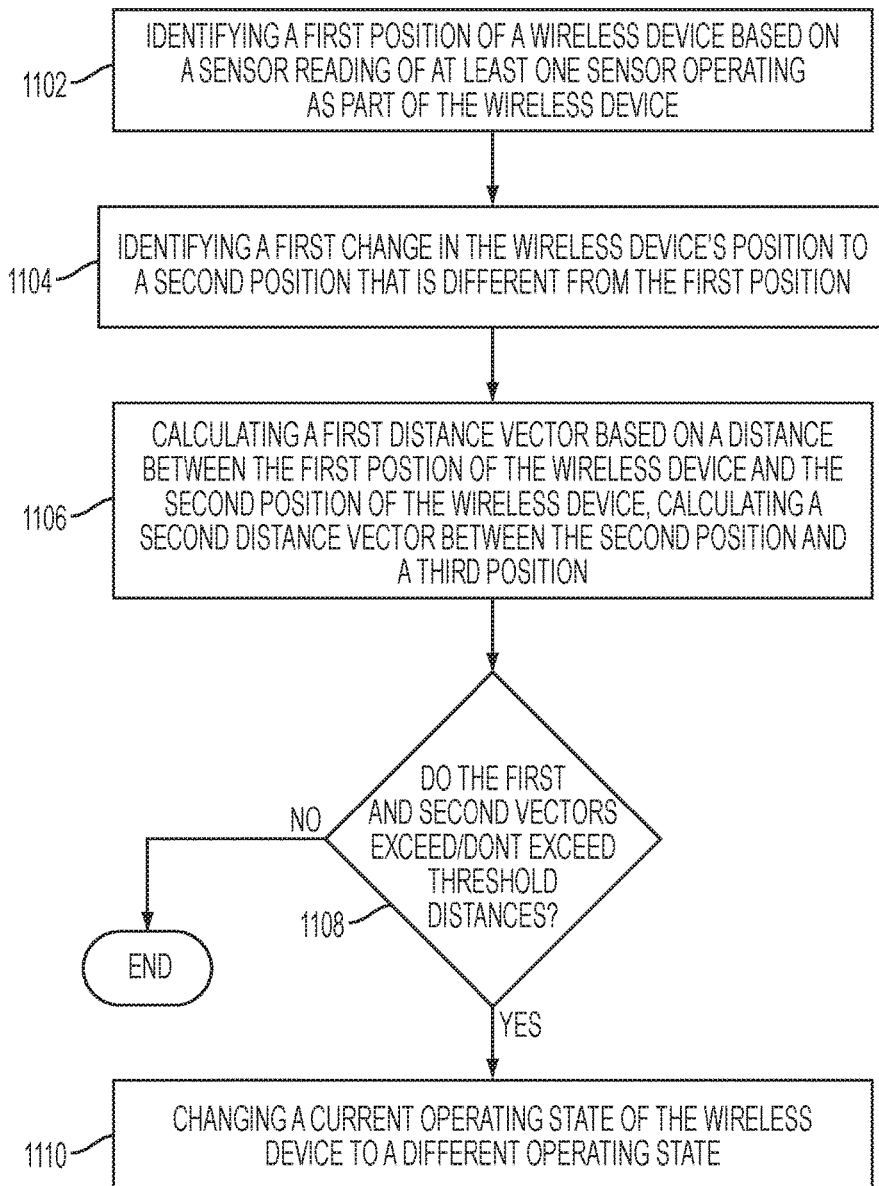 IDENTIFYING A FIRST POSITION OF A WIRELESS DEVICE BASED ON
A SENSOR READING OF AT LEAST ONE SENSOR OPERATING
AS PART OF THE WIRELESS DEVICE
1102
IDENTIFYING A FIRST CHANGE IN THE WIRELESS DEVICE'S POSITION TO
A SECOND POSITION THAT IS DIFFERENT FROM THE FIRST POSITION
1104
CALCULATING A FIRST DISTANCE VECTOR BASED ON A DISTANCE
BETWEEN THE FIRST POSTION OF THE WIRELESS DEVICE AND THE
SECOND POSITION OF THE WIRELESS DEVICE, CALCULATING A
SECOND DISTANCE VECTOR BETWEEN THE SECOND POSITION AND
A THIRD POSITION
1106
DO THE FIRST
AND SECOND VECTORS
EXCEED/DONT EXCEED
THRESHOLD
DISTANCES?
1108
NO
END
YES
CHANGING A CURRENT OPERATING STATE OF THE WIRELESS
DEVICE TO A DIFFERENT OPERATING STATE
1110